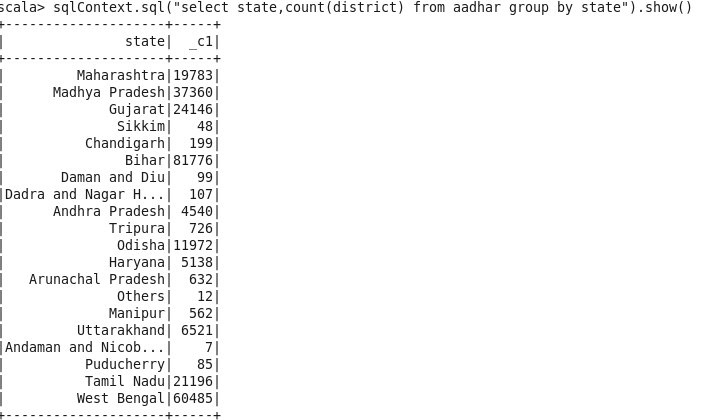 scala> sqlContext.sql("select state,count(district) from aadhar group by state").show()
+--------------------+-----+
|               state|  _c1|
+--------------------+-----+
|         Maharashtra|19783|
|      Madhya Pradesh|37360|
|             Gujarat|24146|
|              Sikkim|   48|
|          Chandigarh|  199|
|               Bihar|81776|
|       Daman and Diu|   99|
|Dadra and Nagar H...|  107|
|      Andhra Pradesh| 4540|
|             Tripura|  726|
|              Odisha|11972|
|             Haryana| 5138|
|   Arunachal Pradesh|  632|
|              Others|   12|
|             Manipur|  562|
|         Uttarakhand| 6521|
|Andaman and Nicob...|    7|
|          Puducherry|   85|
|          Tamil Nadu|21196|
|         West Bengal|60485|
+--------------------+-----+